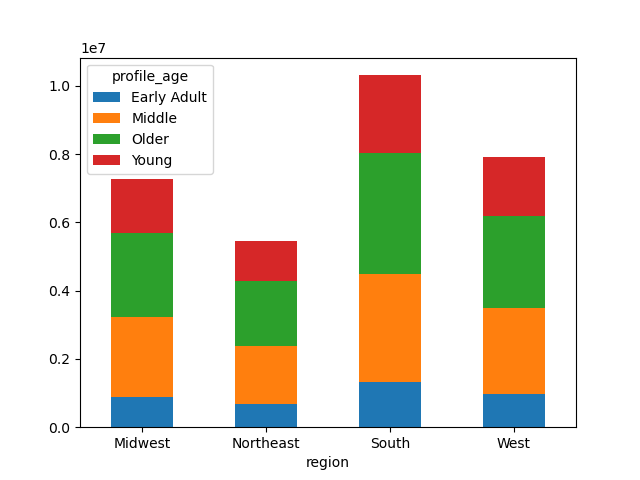 1e7
profile_age
Early Adult
Middle
Older
Young
1.0
0.8
0.6
0.4
0.2
0.0
Midwest Northeast South West
region